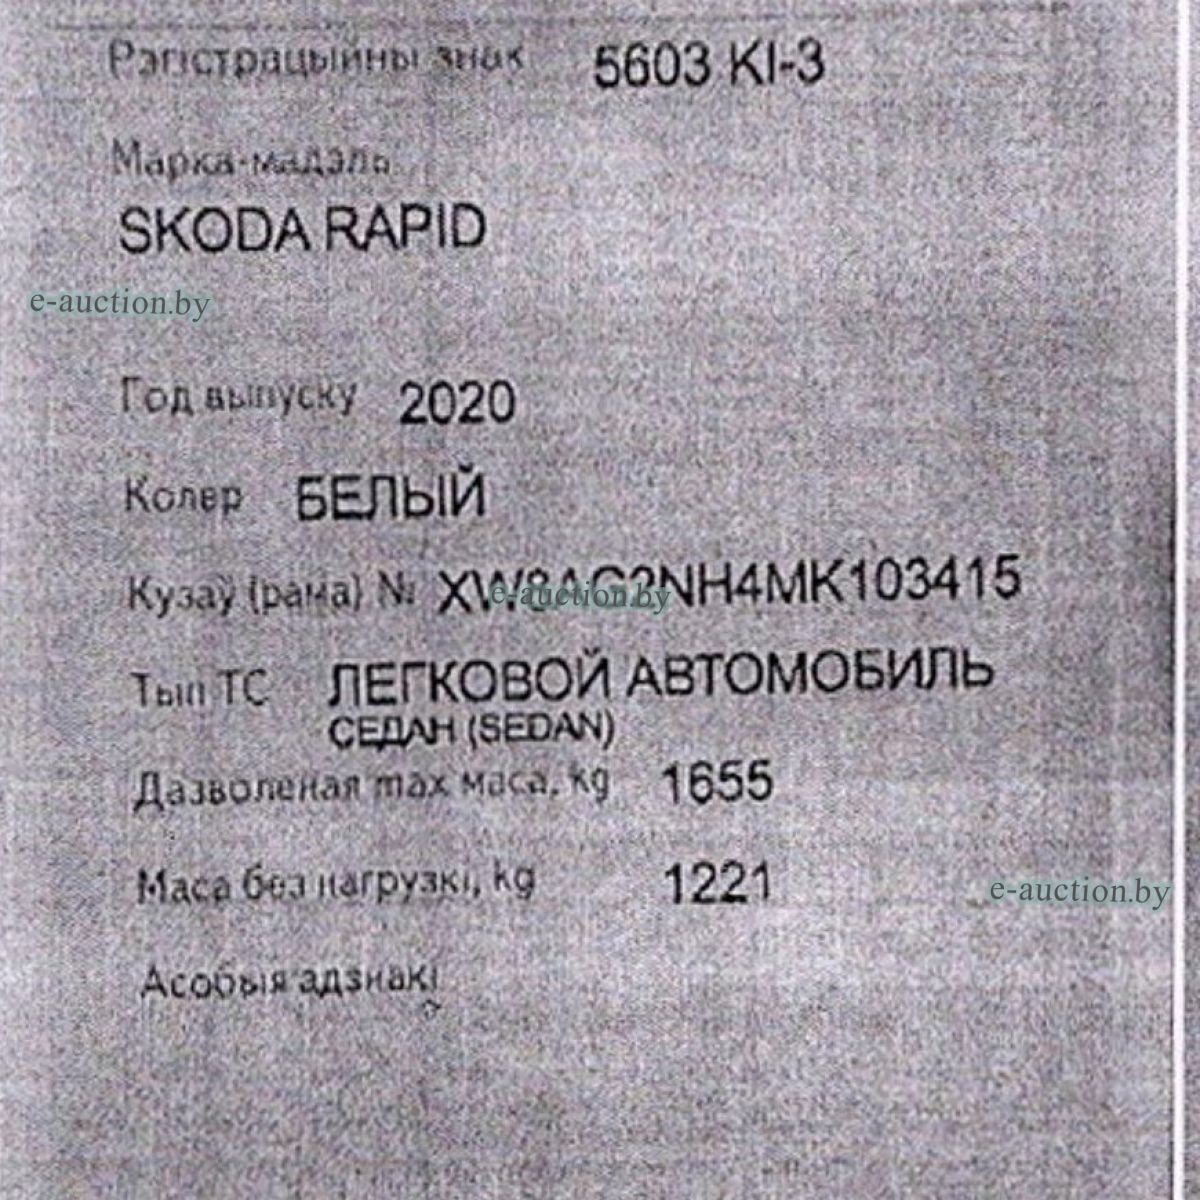 Рэгістрацыйны знак 5603 KI-3
Марка-мадэль
SKODA RAPID
e-auction.by
Год выпуску 2020
Колер БЕЛЫЙ
Кузаў (рама) № XW8AG2NH4MK103415
e-auction.by
Тып ТС ЛЕГКОВОЙ АВТОМОБИЛЬ
СЕДАН (SEDAN)
Дазволеная max маса, kg 1655
Маса без нагрузкі, kg 1221
e-auction.by
Асобыя адзнакі